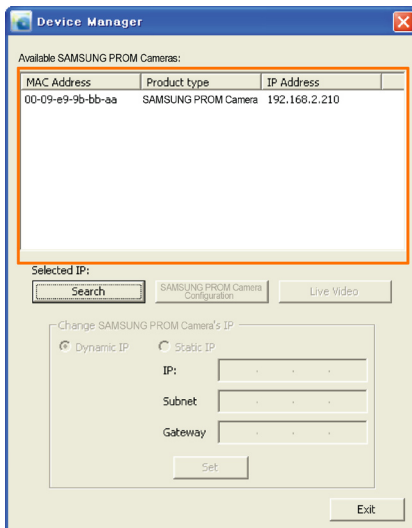 Device Manager
Available SAMSUNG PROM Cameras:
MAC Address Product type IP Address
00-09-e9-9b-bb-aa SAMSUNG PROM Camera 192.168.2.210
Selected IP:
Search SAMSUNG PROM Camera Configuration Live Video
Change SAMSUNG PROM Camera's IP
Dynamic IP Static IP
IP:
Subnet
Gateway
Set
Exit